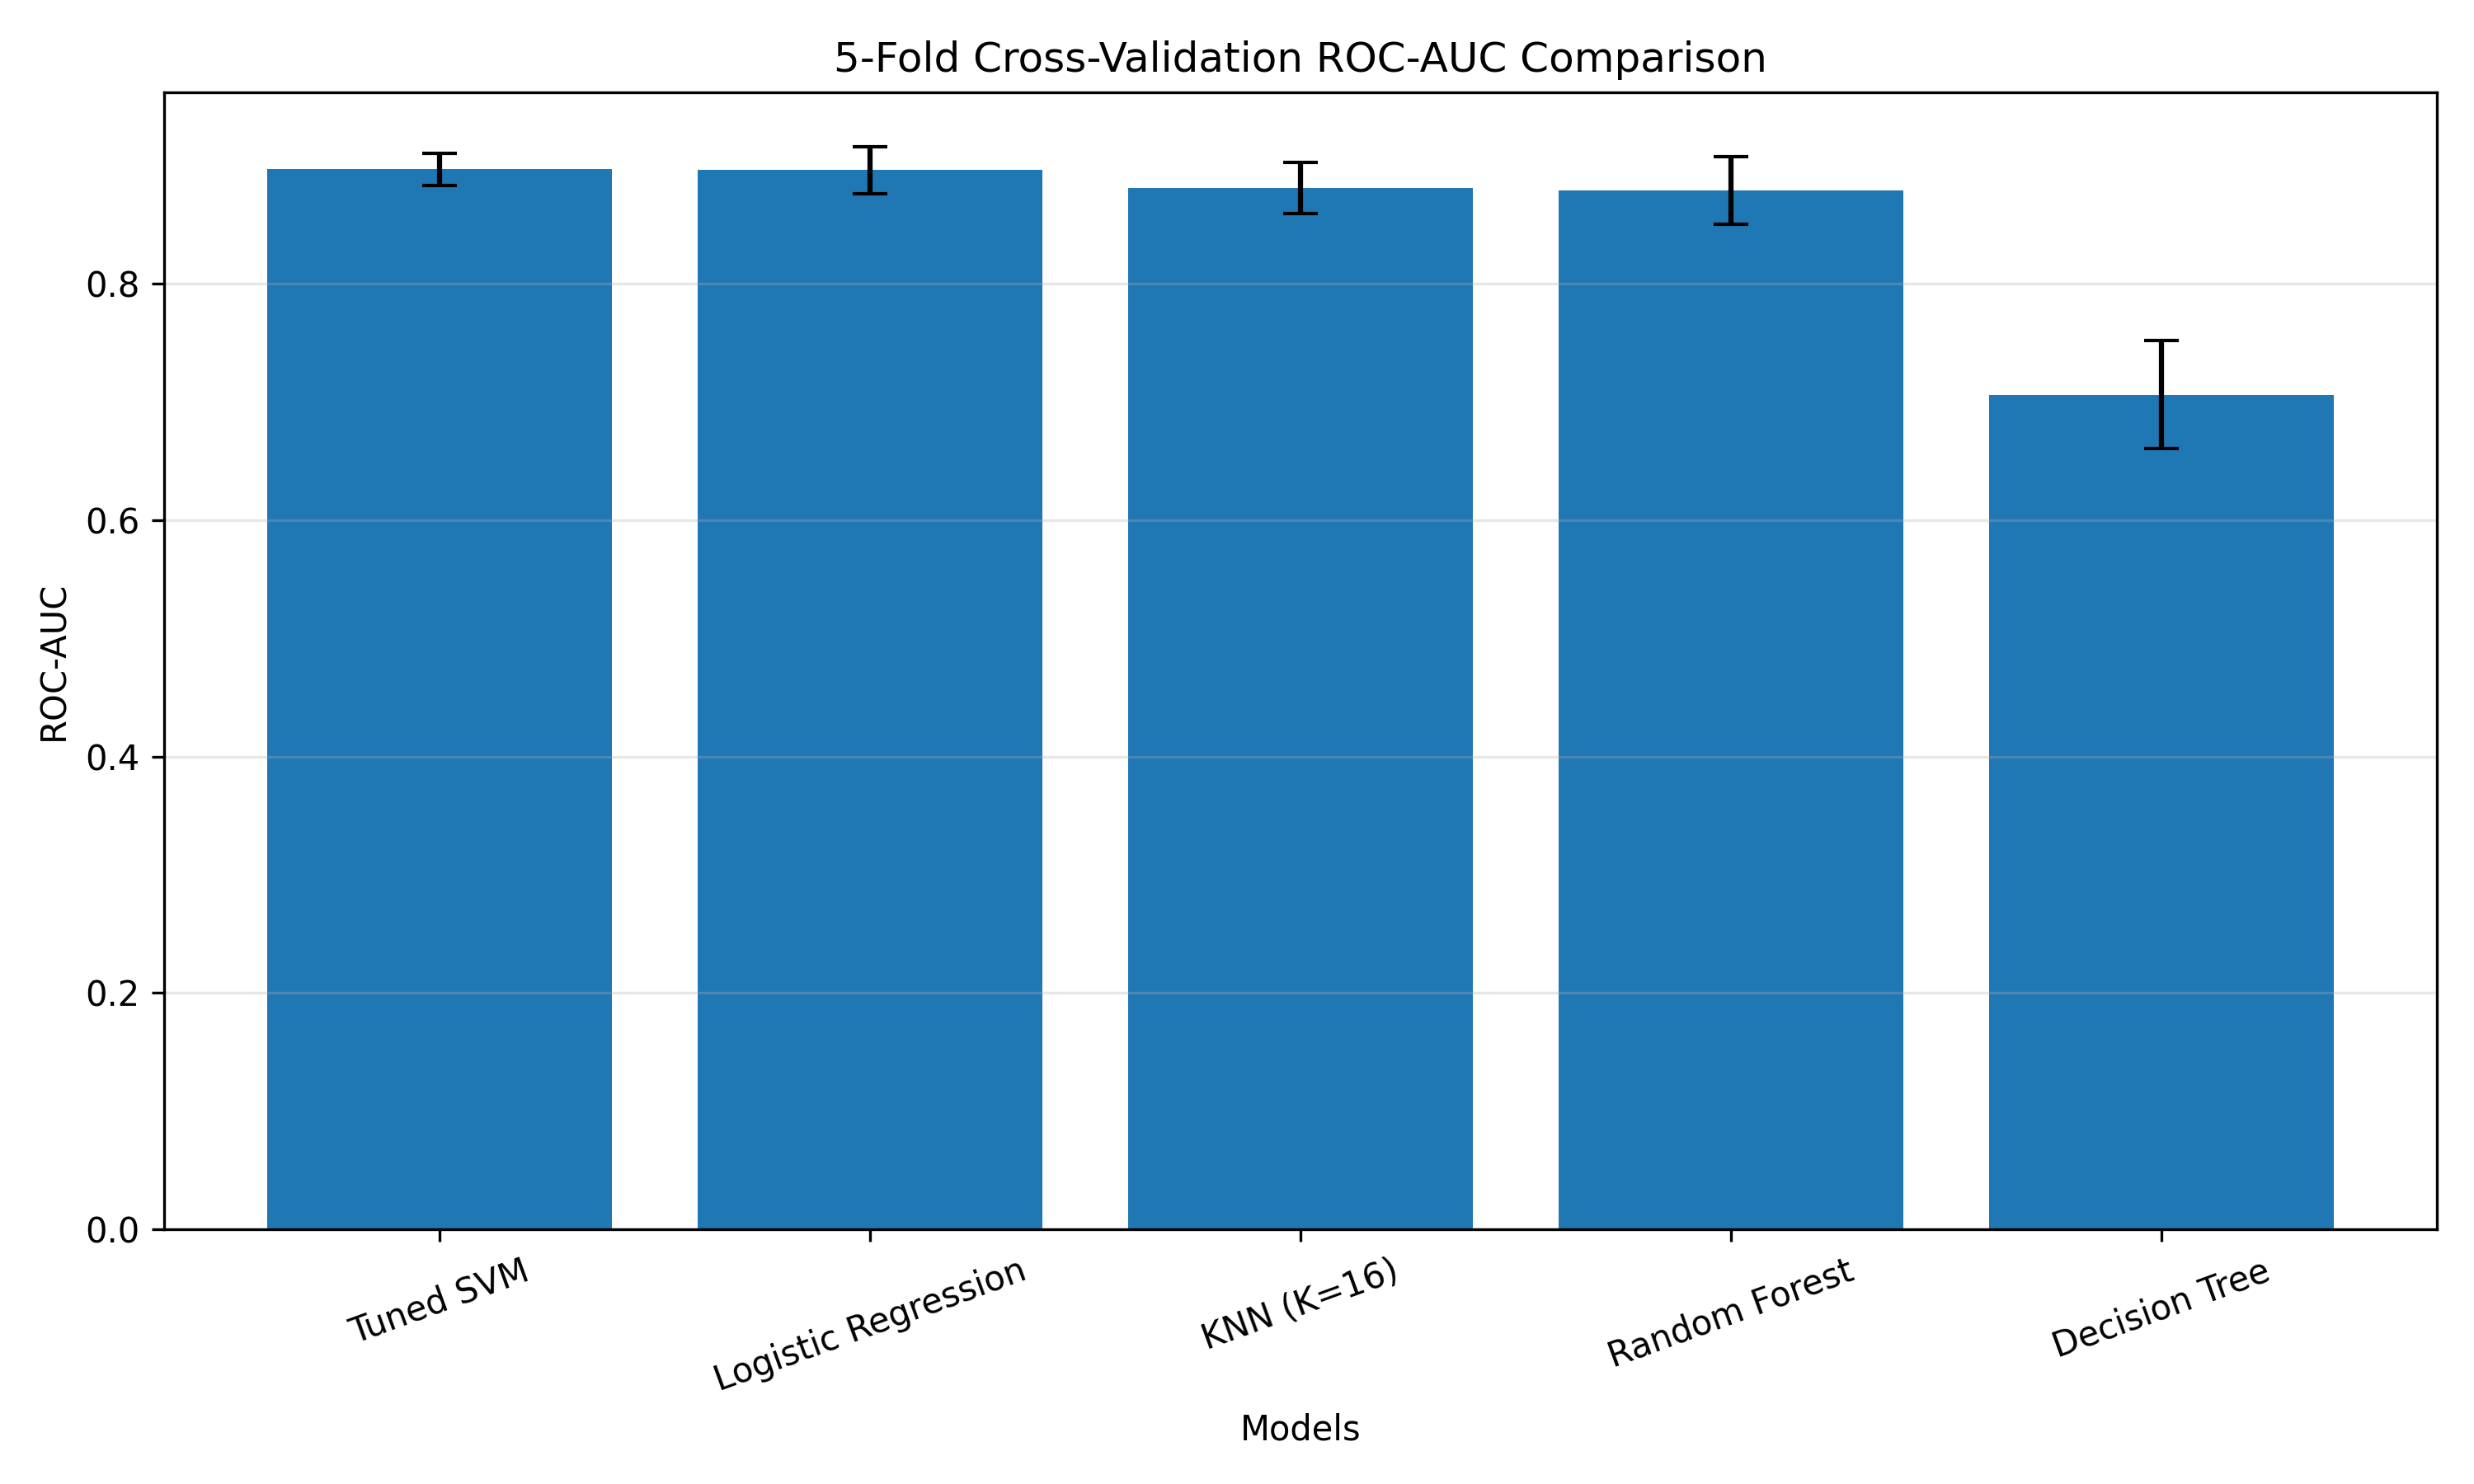 5-Fold Cross-Validation ROC-AUC Comparison
ROC-AUC
0.8
0.6
0.4
0.2
0.0
Tuned SVM
Logistic Regression
KNN (K=16)
Random Forest
Decision Tree
Models